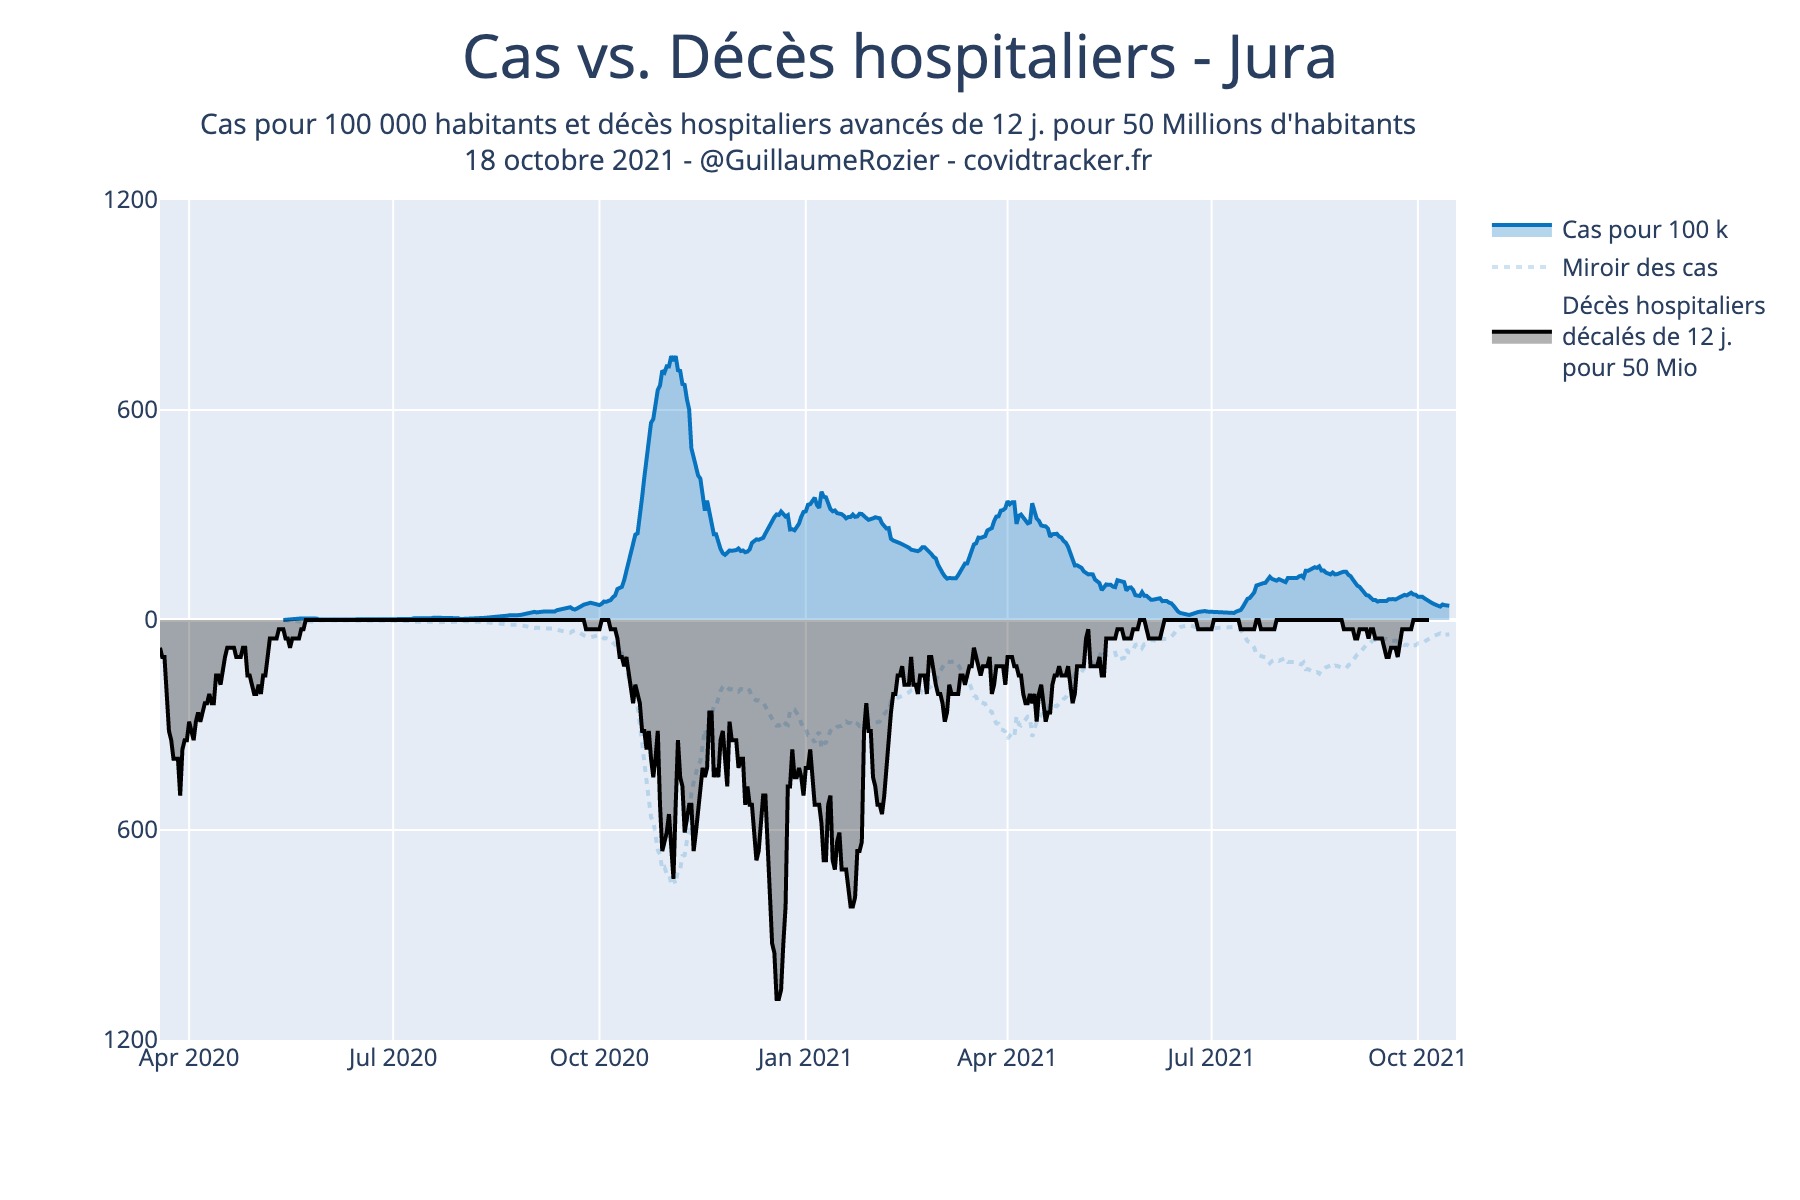 Cas vs. Décès hospitaliers - Jura
Cas pour 100 000 habitants et décès hospitaliers avancés de 12 j. pour 50 Millions d'habitants
18 octobre 2021 - @GuillaumeRozier - covidtracker.fr
1200
600
0
600
1200
Apr 2020
Jul 2020
Oct 2020
Jan 2021
Apr 2021
Jul 2021
Oct 2021
Cas pour 100 k
Miroir des cas
Décès hospitaliers
décalés de 12 j.
pour 50 Mio